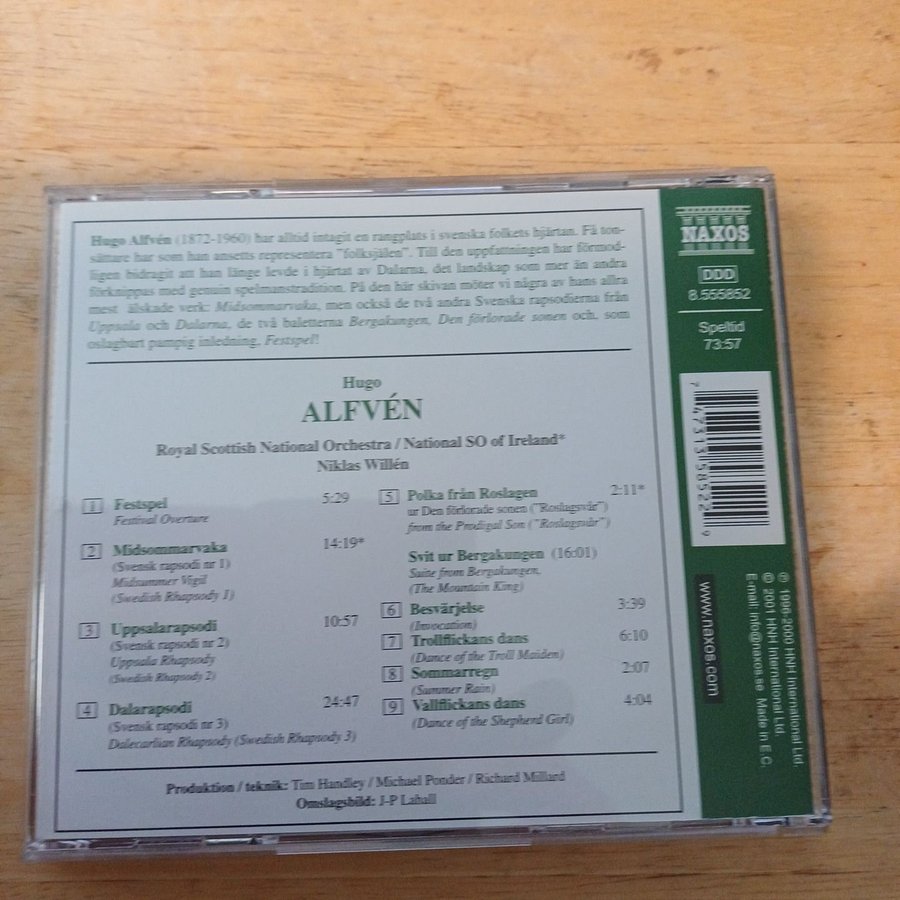 Hugo Alfvén (1872-1960) har alltid intagit en rangplats i svenska folkets hjärtan. Få ton-
sättare har som han ansetts representera "folksjälen". Till den uppfattningen har förmod-
ligen bidragit att han länge levde i hjärtat av Dalarna, det landskap som mer än andra
förknippas med genuin spelmanstradition. På den här skivan möter vi några av hans allra
mest älskade verk: Midsommarvaka, men också de två andra Svenska rapsodierna från
Uppsala och Dalarna, de två baletterna Bergakungen, Den förlorade sonen och, som
oslagbart pampig inledning, Festspel!
Hugo
ALFVÉN
Royal Scottish National Orchestra / National SO of Ireland*
Niklas Willén
1 Festspel 5:29
Festival Overture
2 Midsommarvaka 14:19*
(Svensk rapsodi nr 1)
Midsummer Vigil
(Swedish Rhapsody 1)
3 Uppsalarapsodi 10:57
(Svensk rapsodi nr 2)
Uppsala Rhapsody
(Swedish Rhapsody 2)
4 Dalarapsodi 24:47
(Svensk rapsodi nr 3)
Dalecarlian Rhapsody (Swedish Rhapsody 3)
5 Polka från Roslagen 2:11*
ur Den förlorade sonen ("Roslagsvår")
from the Prodigal Son ("Roslagsvår")
Svit ur Bergakungen (16:01)
Suite from Bergakungen,
(The Mountain King)
6 Besvärjelse 3:39
(Invocation)
7 Trollflickans dans 6:10
(Dance of the Troll Maiden)
8 Sommarregn 2:07
(Summer Rain)
9 Vallflickans dans 4:04
(Dance of the Shepherd Girl)
Produktion / teknik: Tim Handley / Michael Ponder / Richard Millard
Omslagsbild: J-P Lahall
NAXOS
DDD
8.555852
Speltid
73:57
7 47313 58522 9
www.naxos.com
℗ 1996-2000 HNH International Ltd.
© 2001 HNH International Ltd.
E-mail: info@naxos.se Made in E.C.